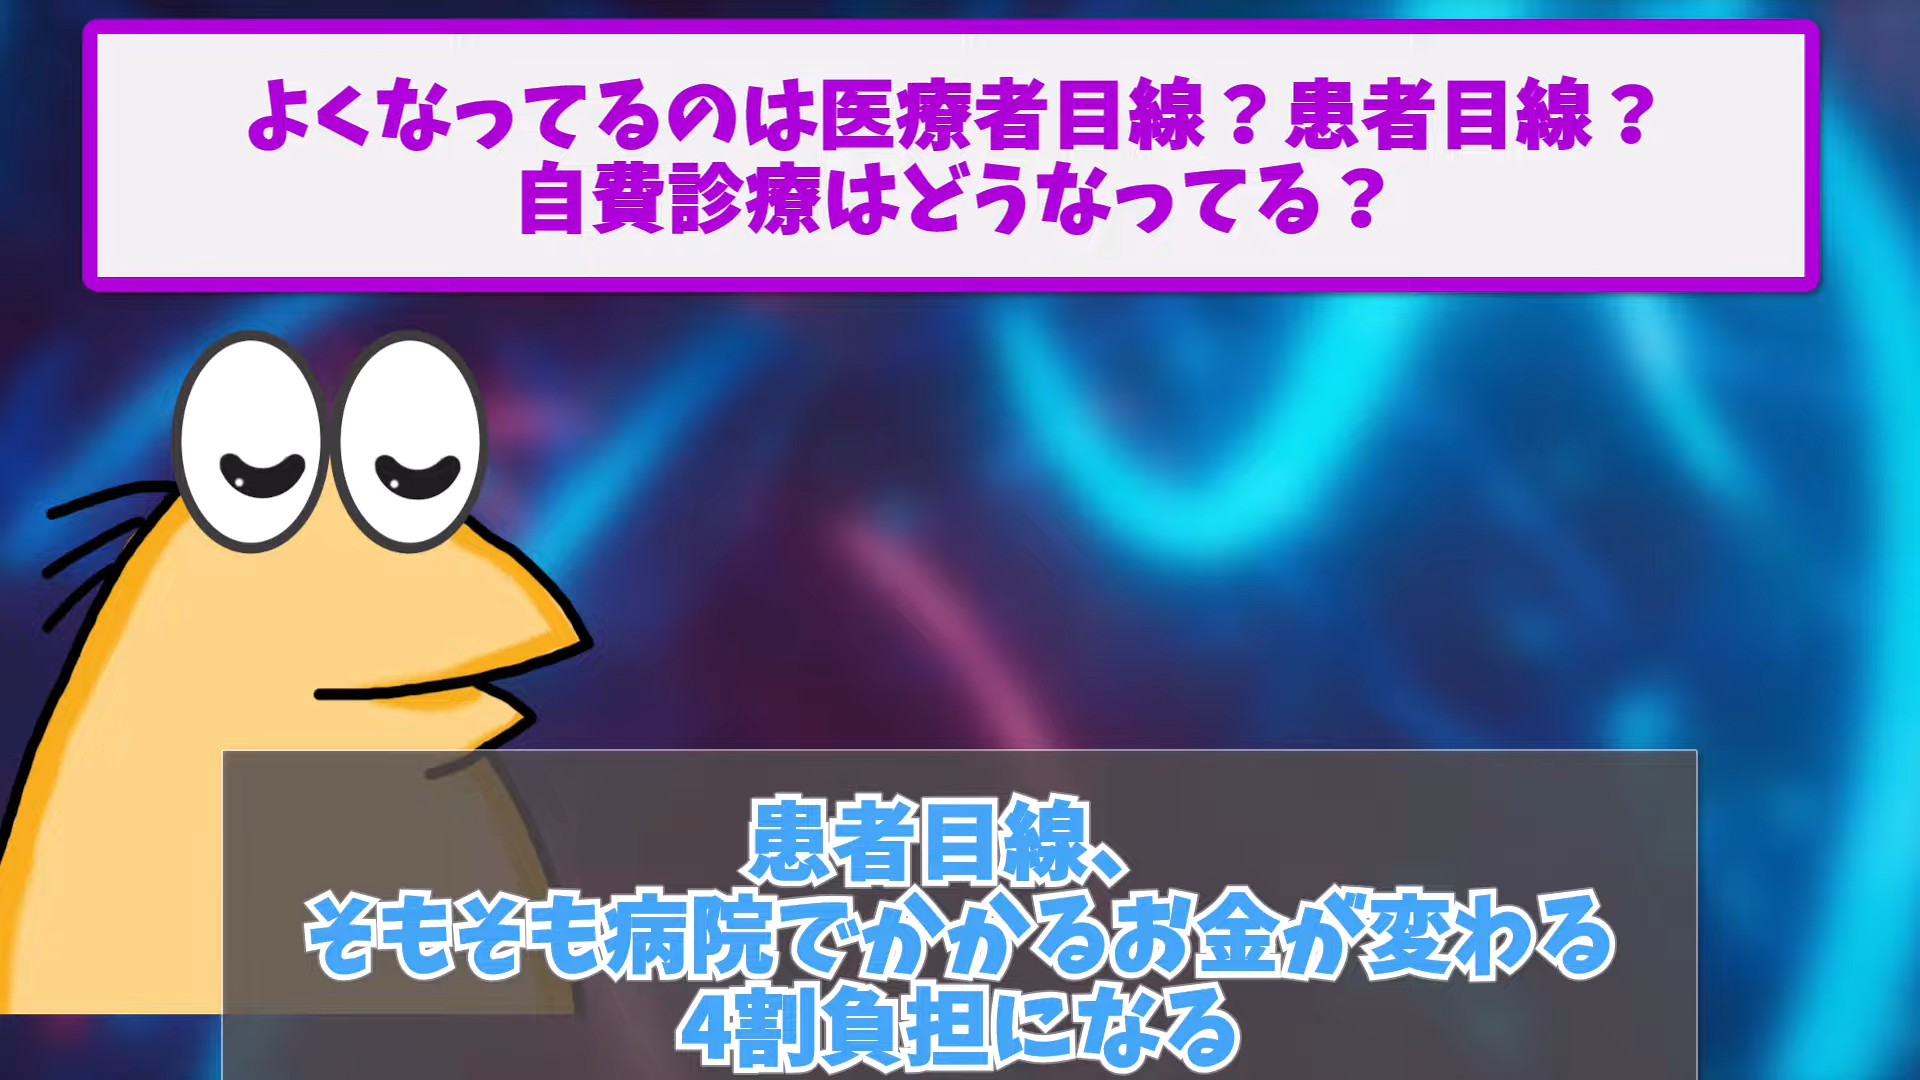 よくなってるのは医療者目線？患者目線？
自費診療はどうなってる？
患者目線、
そもそも病院でかかるお金が変わる
4割負担になる